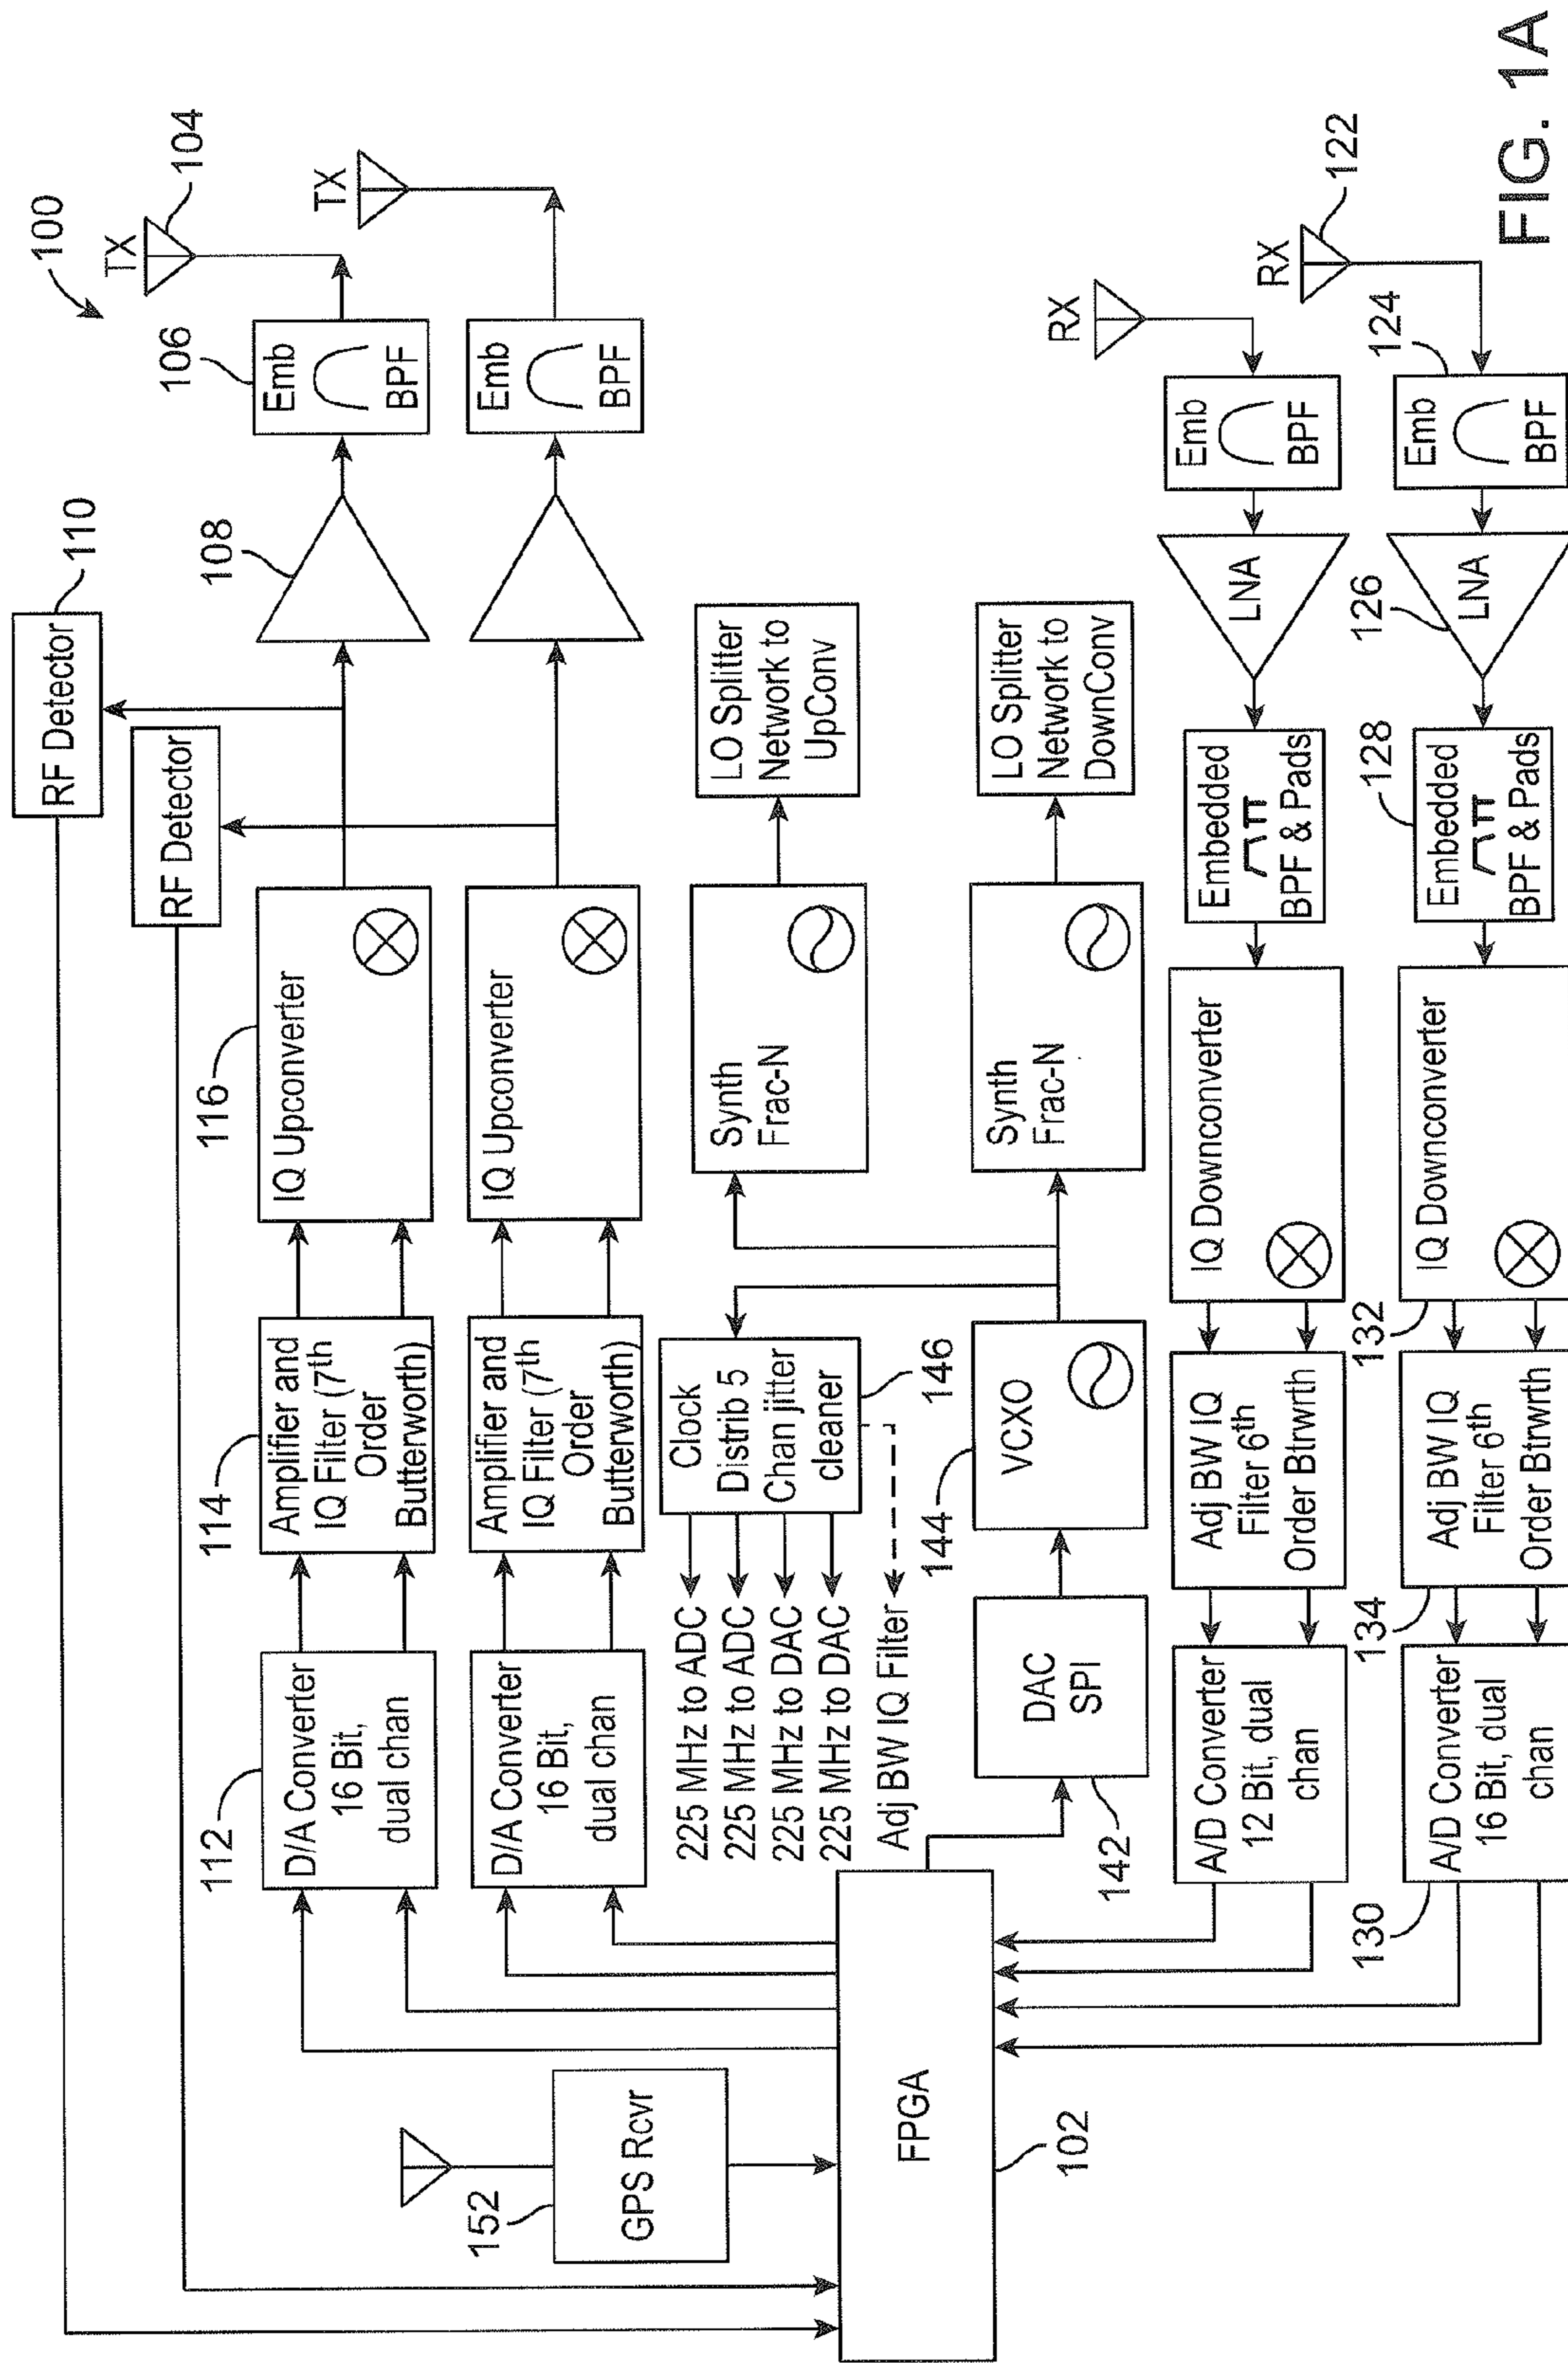 100
TX
104
TX
106
Emb
BPF
Emb
BPF
108
110
RF Detector
RF Detector
116
IQ Upconverter
IQ Upconverter
114
Amplifier and
IQ Filter (7th
Order
Butterworth)
Amplifier and
IQ Filter (7th
Order
Butterworth)
112
D/A Converter
16 Bit,
dual chan
D/A Converter
16 Bit,
dual chan
LO Splitter
Network to
UpConv
LO Splitter
Network to
DownConv
Synth
Frac-N
Synth
Frac-N
Clock
Distrib 5
Chan jitter
cleaner
146
225 MHz to ADC
225 MHz to ADC
225 MHz to DAC
225 MHz to DAC
Adj BW IQ Filter
144
VCXO
DAC
SPI
142
152
GPS Rcvr
FPGA
102
RX
RX
122
Emb
BPF
124
Emb
BPF
LNA
126
LNA
Embedded
BPF & Pads
128
Embedded
BPF & Pads
IQ Downconverter
132
IQ Downconverter
Adj BW IQ
Filter 6th
Order Btrwrth
134
Adj BW IQ
Filter 6th
Order Btrwrth
A/D Converter
12 Bit, dual
chan
130
A/D Converter
16 Bit, dual
chan
FIG. 1A